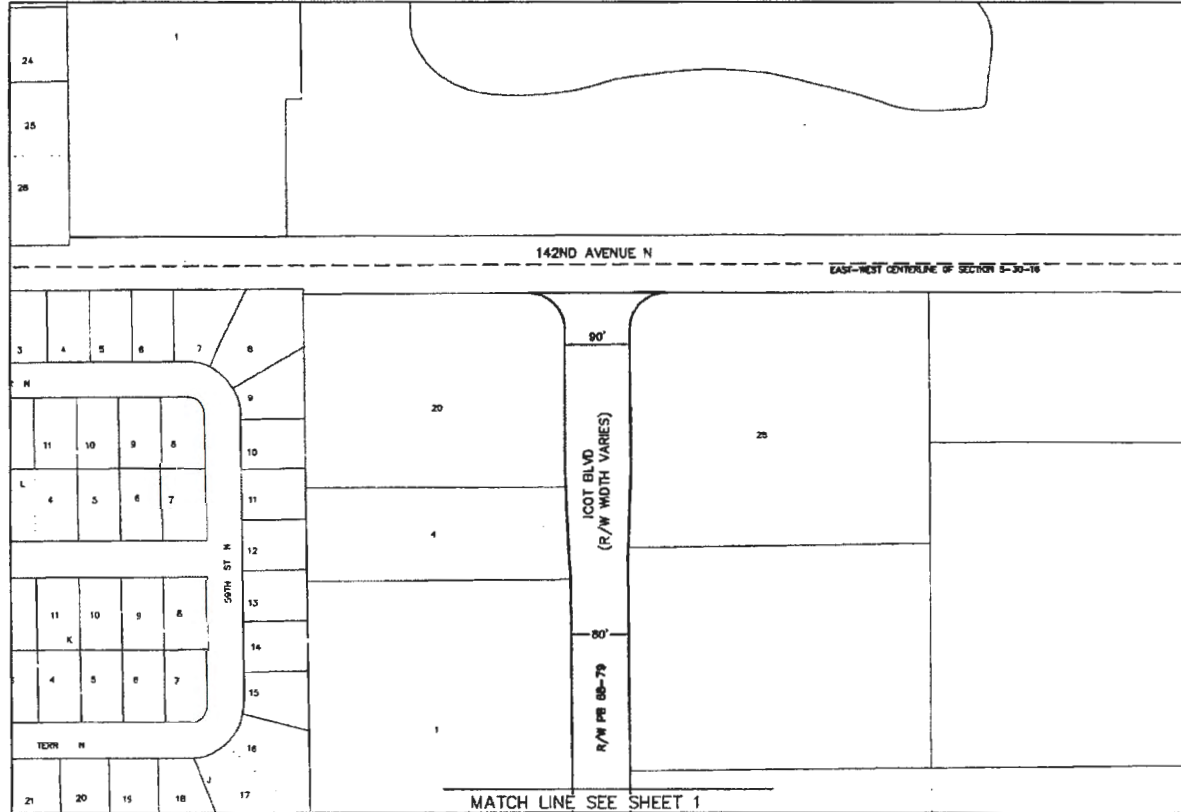 1
24
25
26
142ND AVENUE N
EAST-WEST CENTERLINE OF SECTION 5-30-16
3 4 5 6 7 8
N
9
90'
20
25
11 10 9 8
10
L
4 5 6 7
11
ICOT BLVD
(R/W WIDTH VARIES)
4
12
59TH ST N
13
11 10 9 8
K
14
80'
4 5 6 7
15
R/W PB 68-79
1
TERR N
16
J
21 20 19 18 17
MATCH LINE SEE SHEET 1